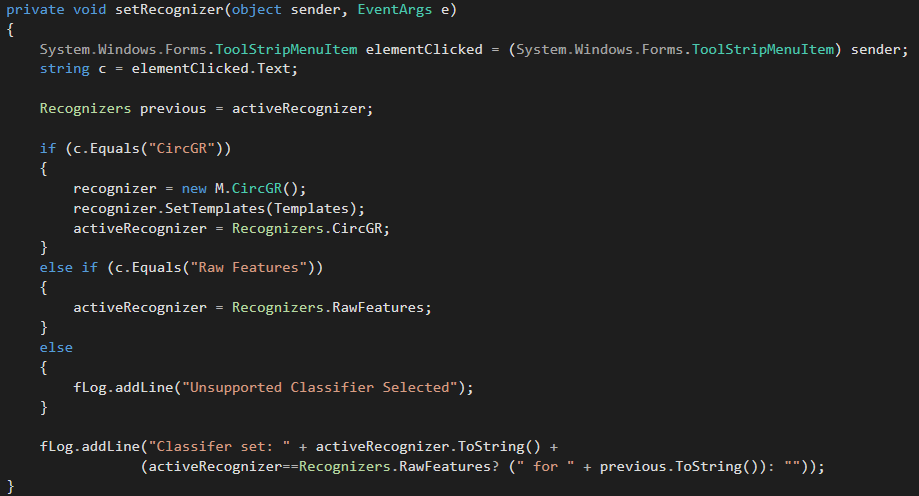 private void setRecognizer(object sender, EventArgs e)
{
    System.Windows.Forms.ToolStripMenuItem elementClicked = (System.Windows.Forms.ToolStripMenuItem) sender;
    string c = elementClicked.Text;

    Recognizers previous = activeRecognizer;

    if (c.Equals("CircGR"))
    {
        recognizer = new M.CircGR();
        recognizer.SetTemplates(Templates);
        activeRecognizer = Recognizers.CircGR;
    }
    else if (c.Equals("Raw Features"))
    {
        activeRecognizer = Recognizers.RawFeatures;
    }
    else
    {
        fLog.addLine("Unsupported Classifier Selected");
    }

    fLog.addLine("Classifer set: " + activeRecognizer.ToString() +
                (activeRecognizer==Recognizers.RawFeatures? (" for " + previous.ToString()): ""));
}